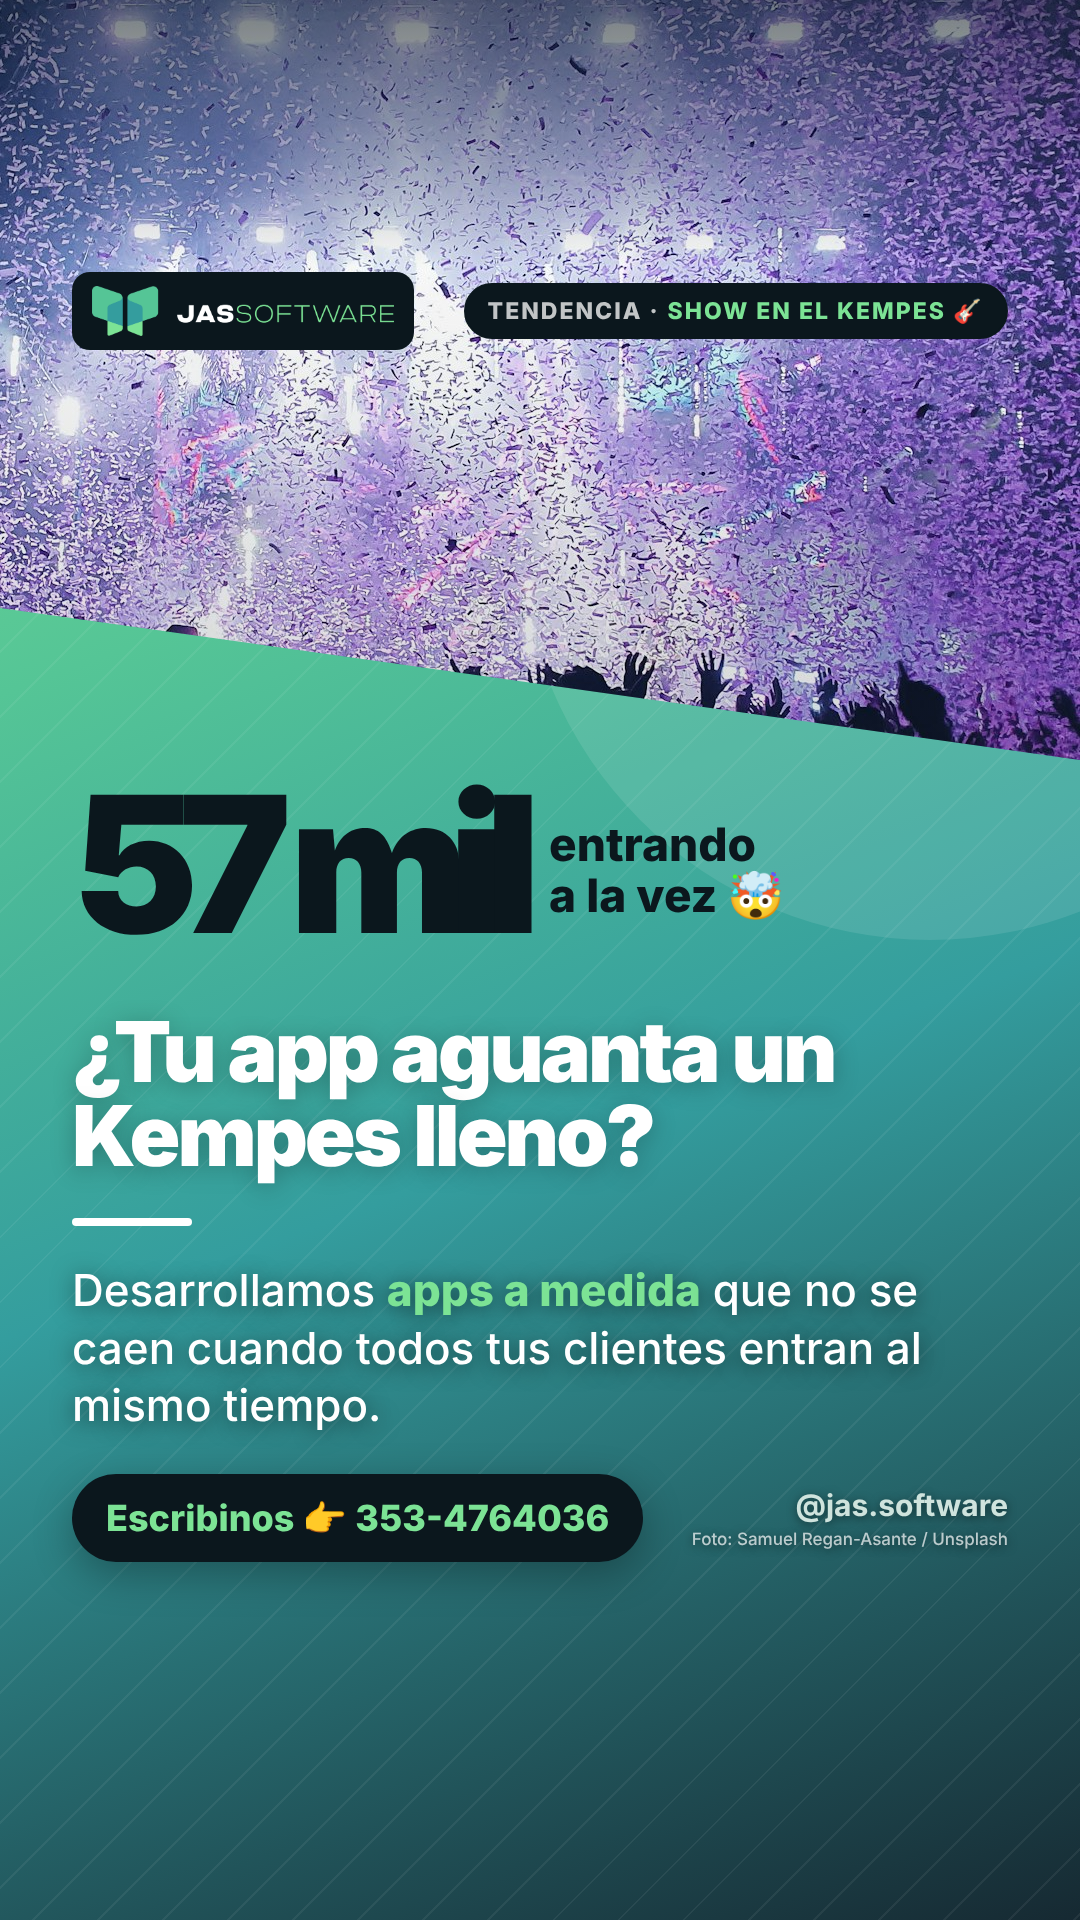 JASSOFTWARE
TENDENCIA · SHOW EN EL KEMPES 🎸
57mil
entrando
a la vez 🤯
¿Tu app aguanta un
Kempes lleno?
Desarrollamos apps a medida que no se
caen cuando todos tus clientes entran al
mismo tiempo.
Escribinos 👉 353-4764036
@jas.software
Foto: Samuel Regan-Asante / Unsplash